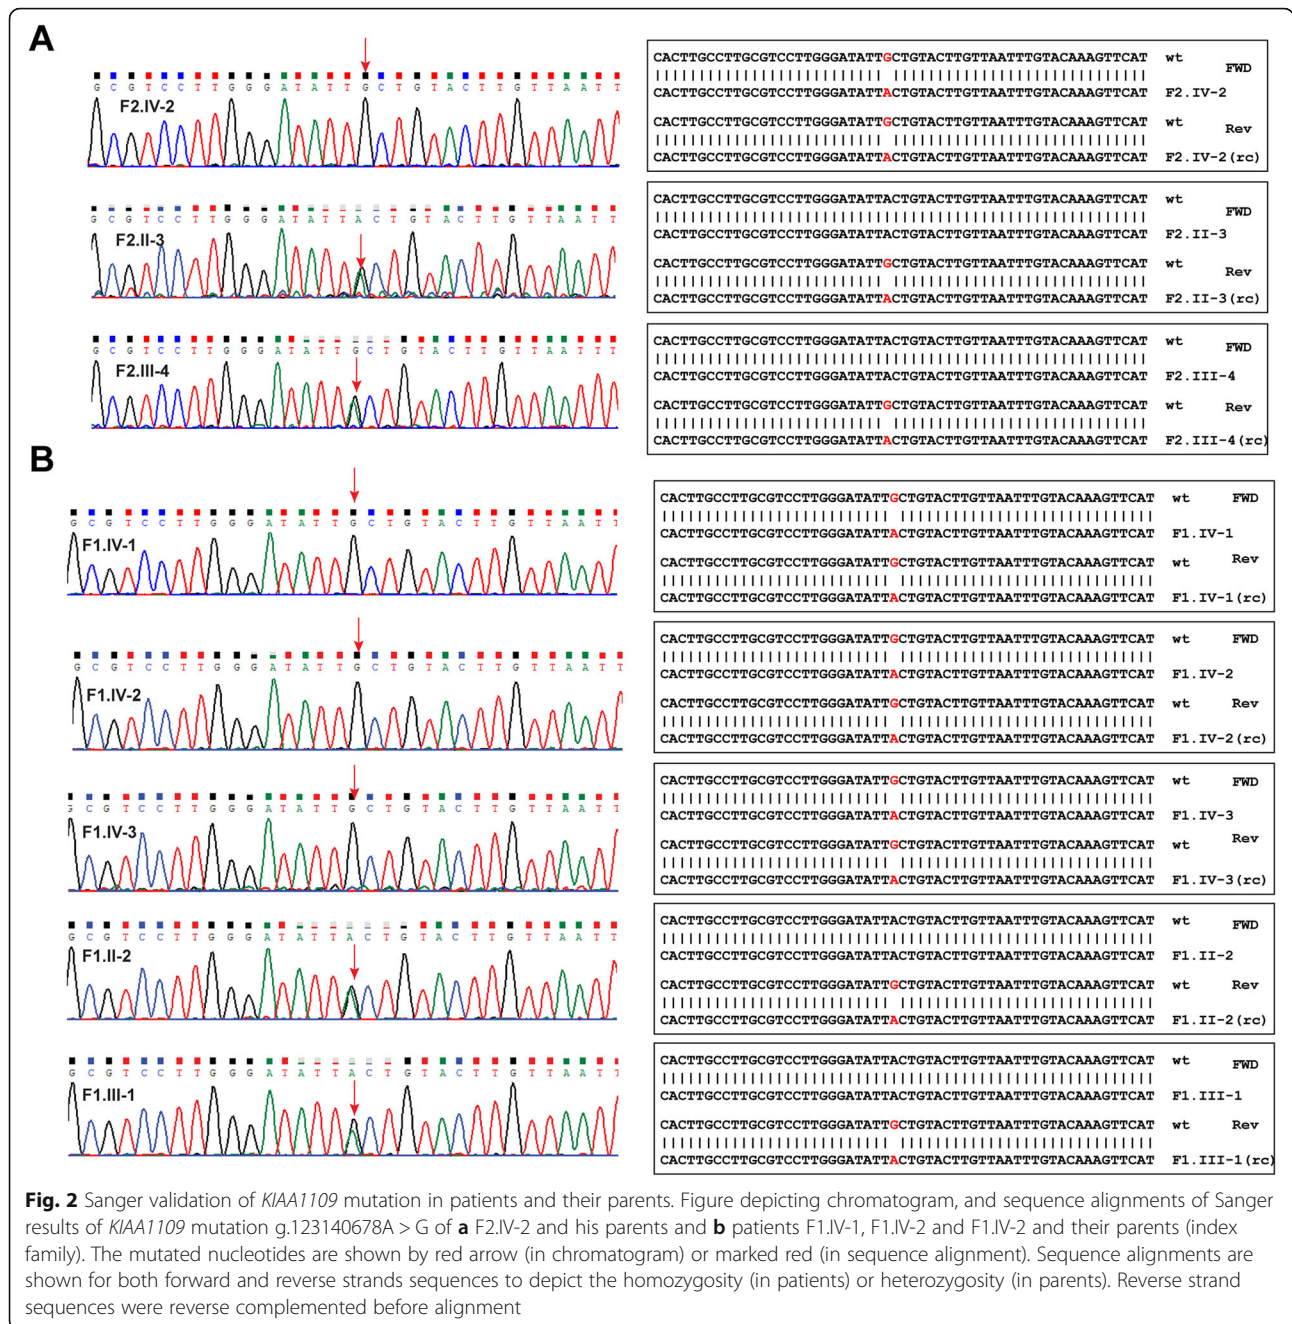 A
G C G T C C T T G G G A T A T T G C T G T A C T T G T T A A T T
F2.IV-2
CACTTGCCTTGCGTCCTTGGGATATTGCTGTACTTGTTAATTTGTACAAAGTTCAT wt
FWD
CACTTGCCTTGCGTCCTTGGGATATTACTGTACTTGTTAATTTGTACAAAGTTCAT F2.IV-2
CACTTGCCTTGCGTCCTTGGGATATTGCTGTACTTGTTAATTTGTACAAAGTTCAT wt
Rev
CACTTGCCTTGCGTCCTTGGGATATTACTGTACTTGTTAATTTGTACAAAGTTCAT F2.IV-2(rc)
G C G T C C T T G G G A T A T T A C T G T A C T T G T T A A T T
F2.II-3
CACTTGCCTTGCGTCCTTGGGATATTACTGTACTTGTTAATTTGTACAAAGTTCAT wt
FWD
CACTTGCCTTGCGTCCTTGGGATATTACTGTACTTGTTAATTTGTACAAAGTTCAT F2.II-3
CACTTGCCTTGCGTCCTTGGGATATTGCTGTACTTGTTAATTTGTACAAAGTTCAT wt
Rev
CACTTGCCTTGCGTCCTTGGGATATTACTGTACTTGTTAATTTGTACAAAGTTCAT F2.II-3(rc)
G C G T C C T T G G G A T A T T G C T G T A C T T G T T A A T T T
F2.III-4
CACTTGCCTTGCGTCCTTGGGATATTACTGTACTTGTTAATTTGTACAAAGTTCAT wt
FWD
CACTTGCCTTGCGTCCTTGGGATATTACTGTACTTGTTAATTTGTACAAAGTTCAT F2.III-4
CACTTGCCTTGCGTCCTTGGGATATTGCTGTACTTGTTAATTTGTACAAAGTTCAT wt Rev
CACTTGCCTTGCGTCCTTGGGATATTACTGTACTTGTTAATTTGTACAAAGTTCAT F2.III-4(rc)
B
G C G T C C T T G G G A T A T T G C T G T A C T T G T T A A T T
F1.IV-1
CACTTGCCTTGCGTCCTTGGGATATTGCTGTACTTGTTAATTTGTACAAAGTTCAT wt FWD
CACTTGCCTTGCGTCCTTGGGATATTACTGTACTTGTTAATTTGTACAAAGTTCAT F1.IV-1
CACTTGCCTTGCGTCCTTGGGATATTGCTGTACTTGTTAATTTGTACAAAGTTCAT wt Rev
CACTTGCCTTGCGTCCTTGGGATATTACTGTACTTGTTAATTTGTACAAAGTTCAT F1.IV-1(rc)
G C G T C C T T G G G A T A T T G C T G T A C T T G T T A A T T
F1.IV-2
CACTTGCCTTGCGTCCTTGGGATATTGCTGTACTTGTTAATTTGTACAAAGTTCAT wt FWD
CACTTGCCTTGCGTCCTTGGGATATTACTGTACTTGTTAATTTGTACAAAGTTCAT F1.IV-2
CACTTGCCTTGCGTCCTTGGGATATTGCTGTACTTGTTAATTTGTACAAAGTTCAT wt Rev
CACTTGCCTTGCGTCCTTGGGATATTACTGTACTTGTTAATTTGTACAAAGTTCAT F1.IV-2(rc)
G C G T C C T T G G G A T A T T G C T G T A C T T G T T A A T T
F1.IV-3
CACTTGCCTTGCGTCCTTGGGATATTGCTGTACTTGTTAATTTGTACAAAGTTCAT wt FWD
CACTTGCCTTGCGTCCTTGGGATATTACTGTACTTGTTAATTTGTACAAAGTTCAT F1.IV-3
CACTTGCCTTGCGTCCTTGGGATATTGCTGTACTTGTTAATTTGTACAAAGTTCAT wt Rev
CACTTGCCTTGCGTCCTTGGGATATTACTGTACTTGTTAATTTGTACAAAGTTCAT F1.IV-3(rc)
G C G T C C T T G G G A T A T T A C T G T A C T T G T T A A T T
F1.II-2
CACTTGCCTTGCGTCCTTGGGATATTACTGTACTTGTTAATTTGTACAAAGTTCAT wt FWD
CACTTGCCTTGCGTCCTTGGGATATTACTGTACTTGTTAATTTGTACAAAGTTCAT F1.II-2
CACTTGCCTTGCGTCCTTGGGATATTGCTGTACTTGTTAATTTGTACAAAGTTCAT wt Rev
CACTTGCCTTGCGTCCTTGGGATATTACTGTACTTGTTAATTTGTACAAAGTTCAT F1.II-2(rc)
G C G T C C T T G G G A T A T T A C T G T A C T T G T T A A T T
F1.III-1
CACTTGCCTTGCGTCCTTGGGATATTACTGTACTTGTTAATTTGTACAAAGTTCAT wt FWD
CACTTGCCTTGCGTCCTTGGGATATTACTGTACTTGTTAATTTGTACAAAGTTCAT F1.III-1
CACTTGCCTTGCGTCCTTGGGATATTGCTGTACTTGTTAATTTGTACAAAGTTCAT wt Rev
CACTTGCCTTGCGTCCTTGGGATATTACTGTACTTGTTAATTTGTACAAAGTTCAT F1.III-1(rc)
Fig. 2 Sanger validation of KIAA1109 mutation in patients and their parents. Figure depicting chromatogram, and sequence alignments of Sanger
results of KIAA1109 mutation g.123140678A > G of a F2.IV-2 and his parents and b patients F1.IV-1, F1.IV-2 and F1.IV-2 and their parents (index
family). The mutated nucleotides are shown by red arrow (in chromatogram) or marked red (in sequence alignment). Sequence alignments are
shown for both forward and reverse strands sequences to depict the homozygosity (in patients) or heterozygosity (in parents). Reverse strand
sequences were reverse complemented before alignment